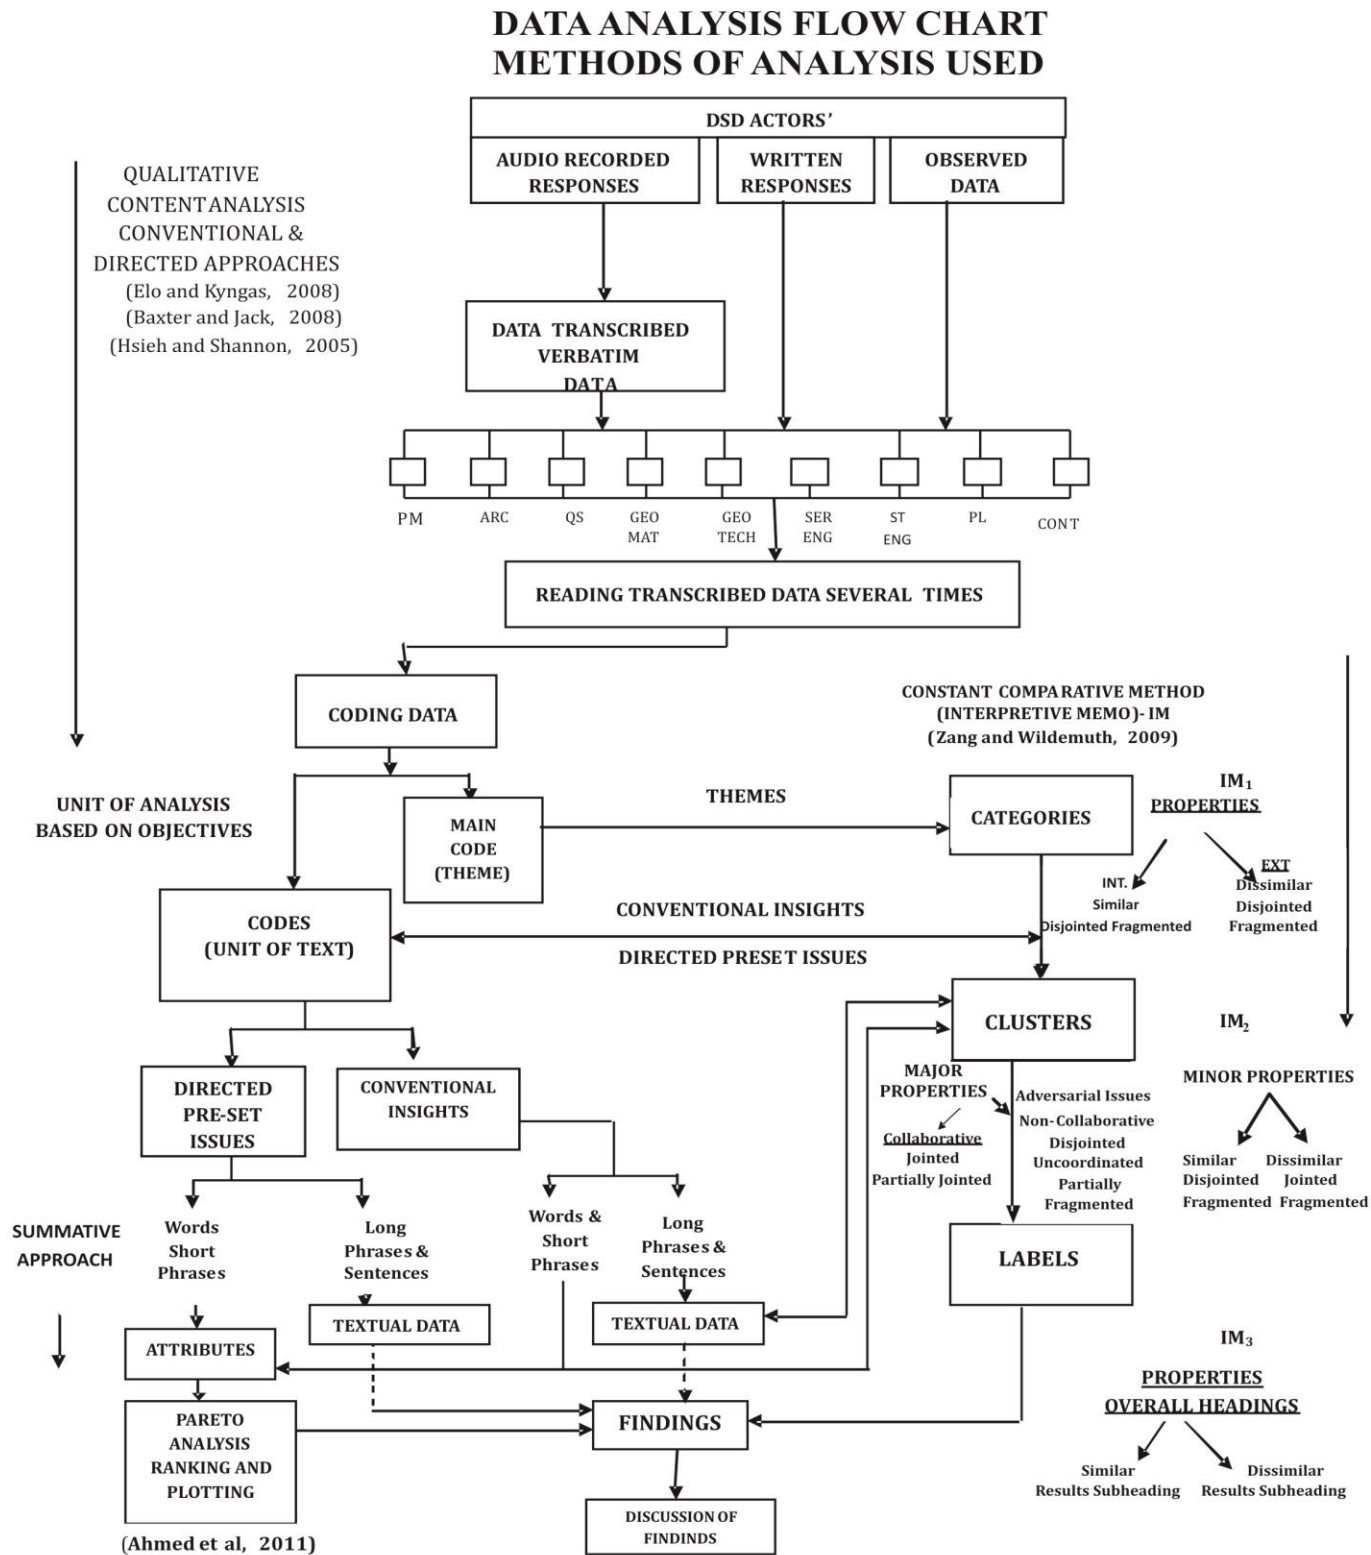 DATA ANALYSIS FLOW CHART
METHODS OF ANALYSIS USED
DSD ACTORS'
AUDIO RECORDED
RESPONSES
WRITTEN
RESPONSES
OBSERVED
DATA
QUALITATIVE
CONTENT ANALYSIS
CONVENTIONAL &
DIRECTED APPROACHES
(Elo and Kyngas, 2008)
(Baxter and Jack, 2008)
(Hsieh and Shannon, 2005)
DATA TRANSCRIBED
VERBATIM
DATA
PM
ARC
QS
GEO
MAT
GEO
TECH
SER
ENG
ST
ENG
PL
CONT
READING TRANSCRIBED DATA SEVERAL TIMES
CODING DATA
CONSTANT COMPARATIVE METHOD
(INTERPRETIVE MEMO)- IM
(Zang and Wildemuth, 2009)
UNIT OF ANALYSIS
BASED ON OBJECTIVES
MAIN
CODE
(THEME)
THEMES
CATEGORIES
IM1
PROPERTIES
INT.
Similar
Disjointed Fragmented
EXT
Dissimilar
Disjointed
Fragmented
CODES
(UNIT OF TEXT)
CONVENTIONAL INSIGHTS
DIRECTED PRESET ISSUES
CLUSTERS
IM2
DIRECTED
PRE-SET
ISSUES
CONVENTIONAL
INSIGHTS
MAJOR
PROPERTIES
Collaborative
Jointed
Partially Jointed
Adversarial Issues
Non-Collaborative
Disjointed
Uncoordinated
Partially
Fragmented
MINOR PROPERTIES
Similar
Disjointed
Fragmented
Dissimilar
Jointed
Fragmented
SUMMATIVE
APPROACH
Words
Short
Phrases
Long
Phrases &
Sentences
Words &
Short
Phrases
Long
Phrases &
Sentences
LABELS
TEXTUAL DATA
TEXTUAL DATA
ATTRIBUTES
IM3
PROPERTIES
OVERALL HEADINGS
PARETO
ANALYSIS
RANKING AND
PLOTTING
FINDINGS
Similar
Results Subheading
Dissimilar
Results Subheading
DISCUSSION OF
FINDINDS
(Ahmed et al, 2011)